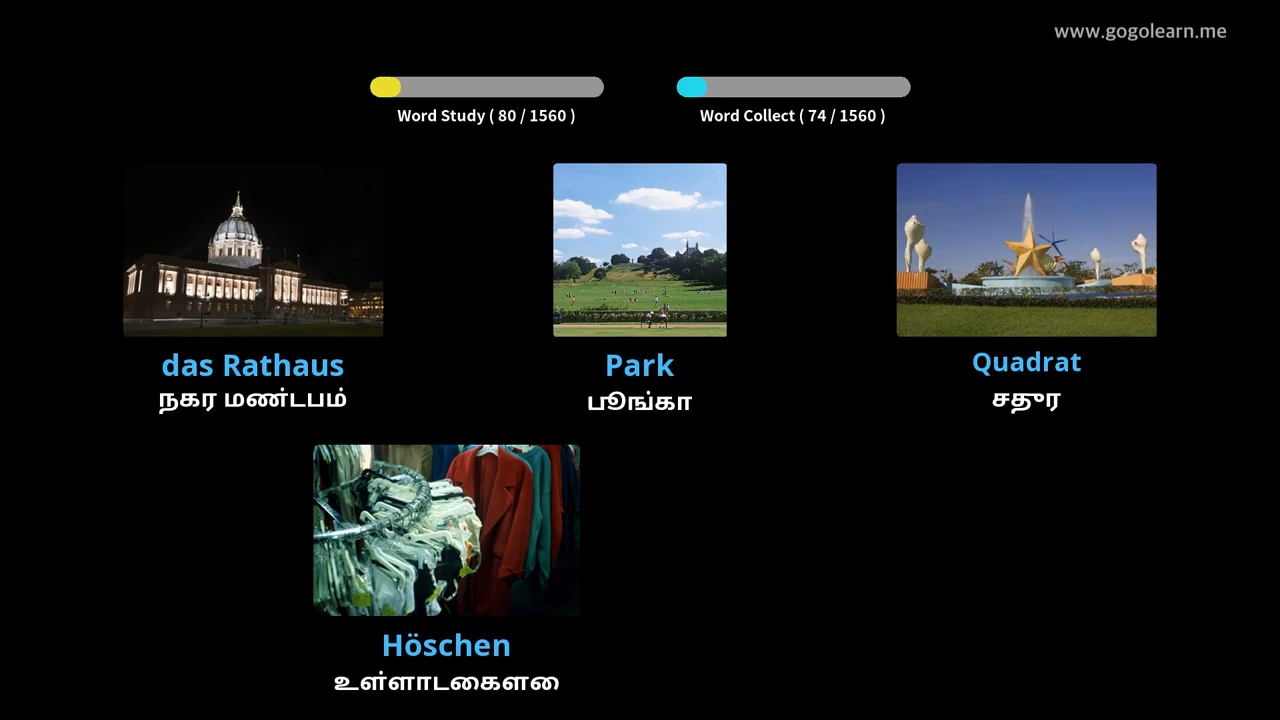 www.gogolearn.me
Word Study ( 80 / 1560 )
Word Collect ( 74 / 1560 )
das Rathaus
நகர மண்டபம்
Park
பூங்கா
Quadrat
சதுர
Höschen
உள்ளாடகைளை